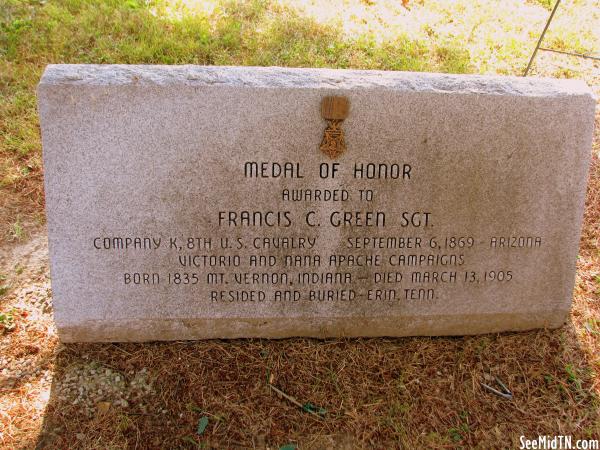 MEDAL OF HONOR
AWARDED TO
FRANCIS C. GREEN SGT.
COMPANY K, 8TH U.S. CAVALRY SEPTEMBER 6, 1869 - ARIZONA
VICTORIO AND NANA APACHE CAMPAIGNS
BORN 1835 MT. VERNON, INDIANA - DIED MARCH 13, 1905
RESIDED AND BURIED - ERIN, TENN.
SeeMidTN.com